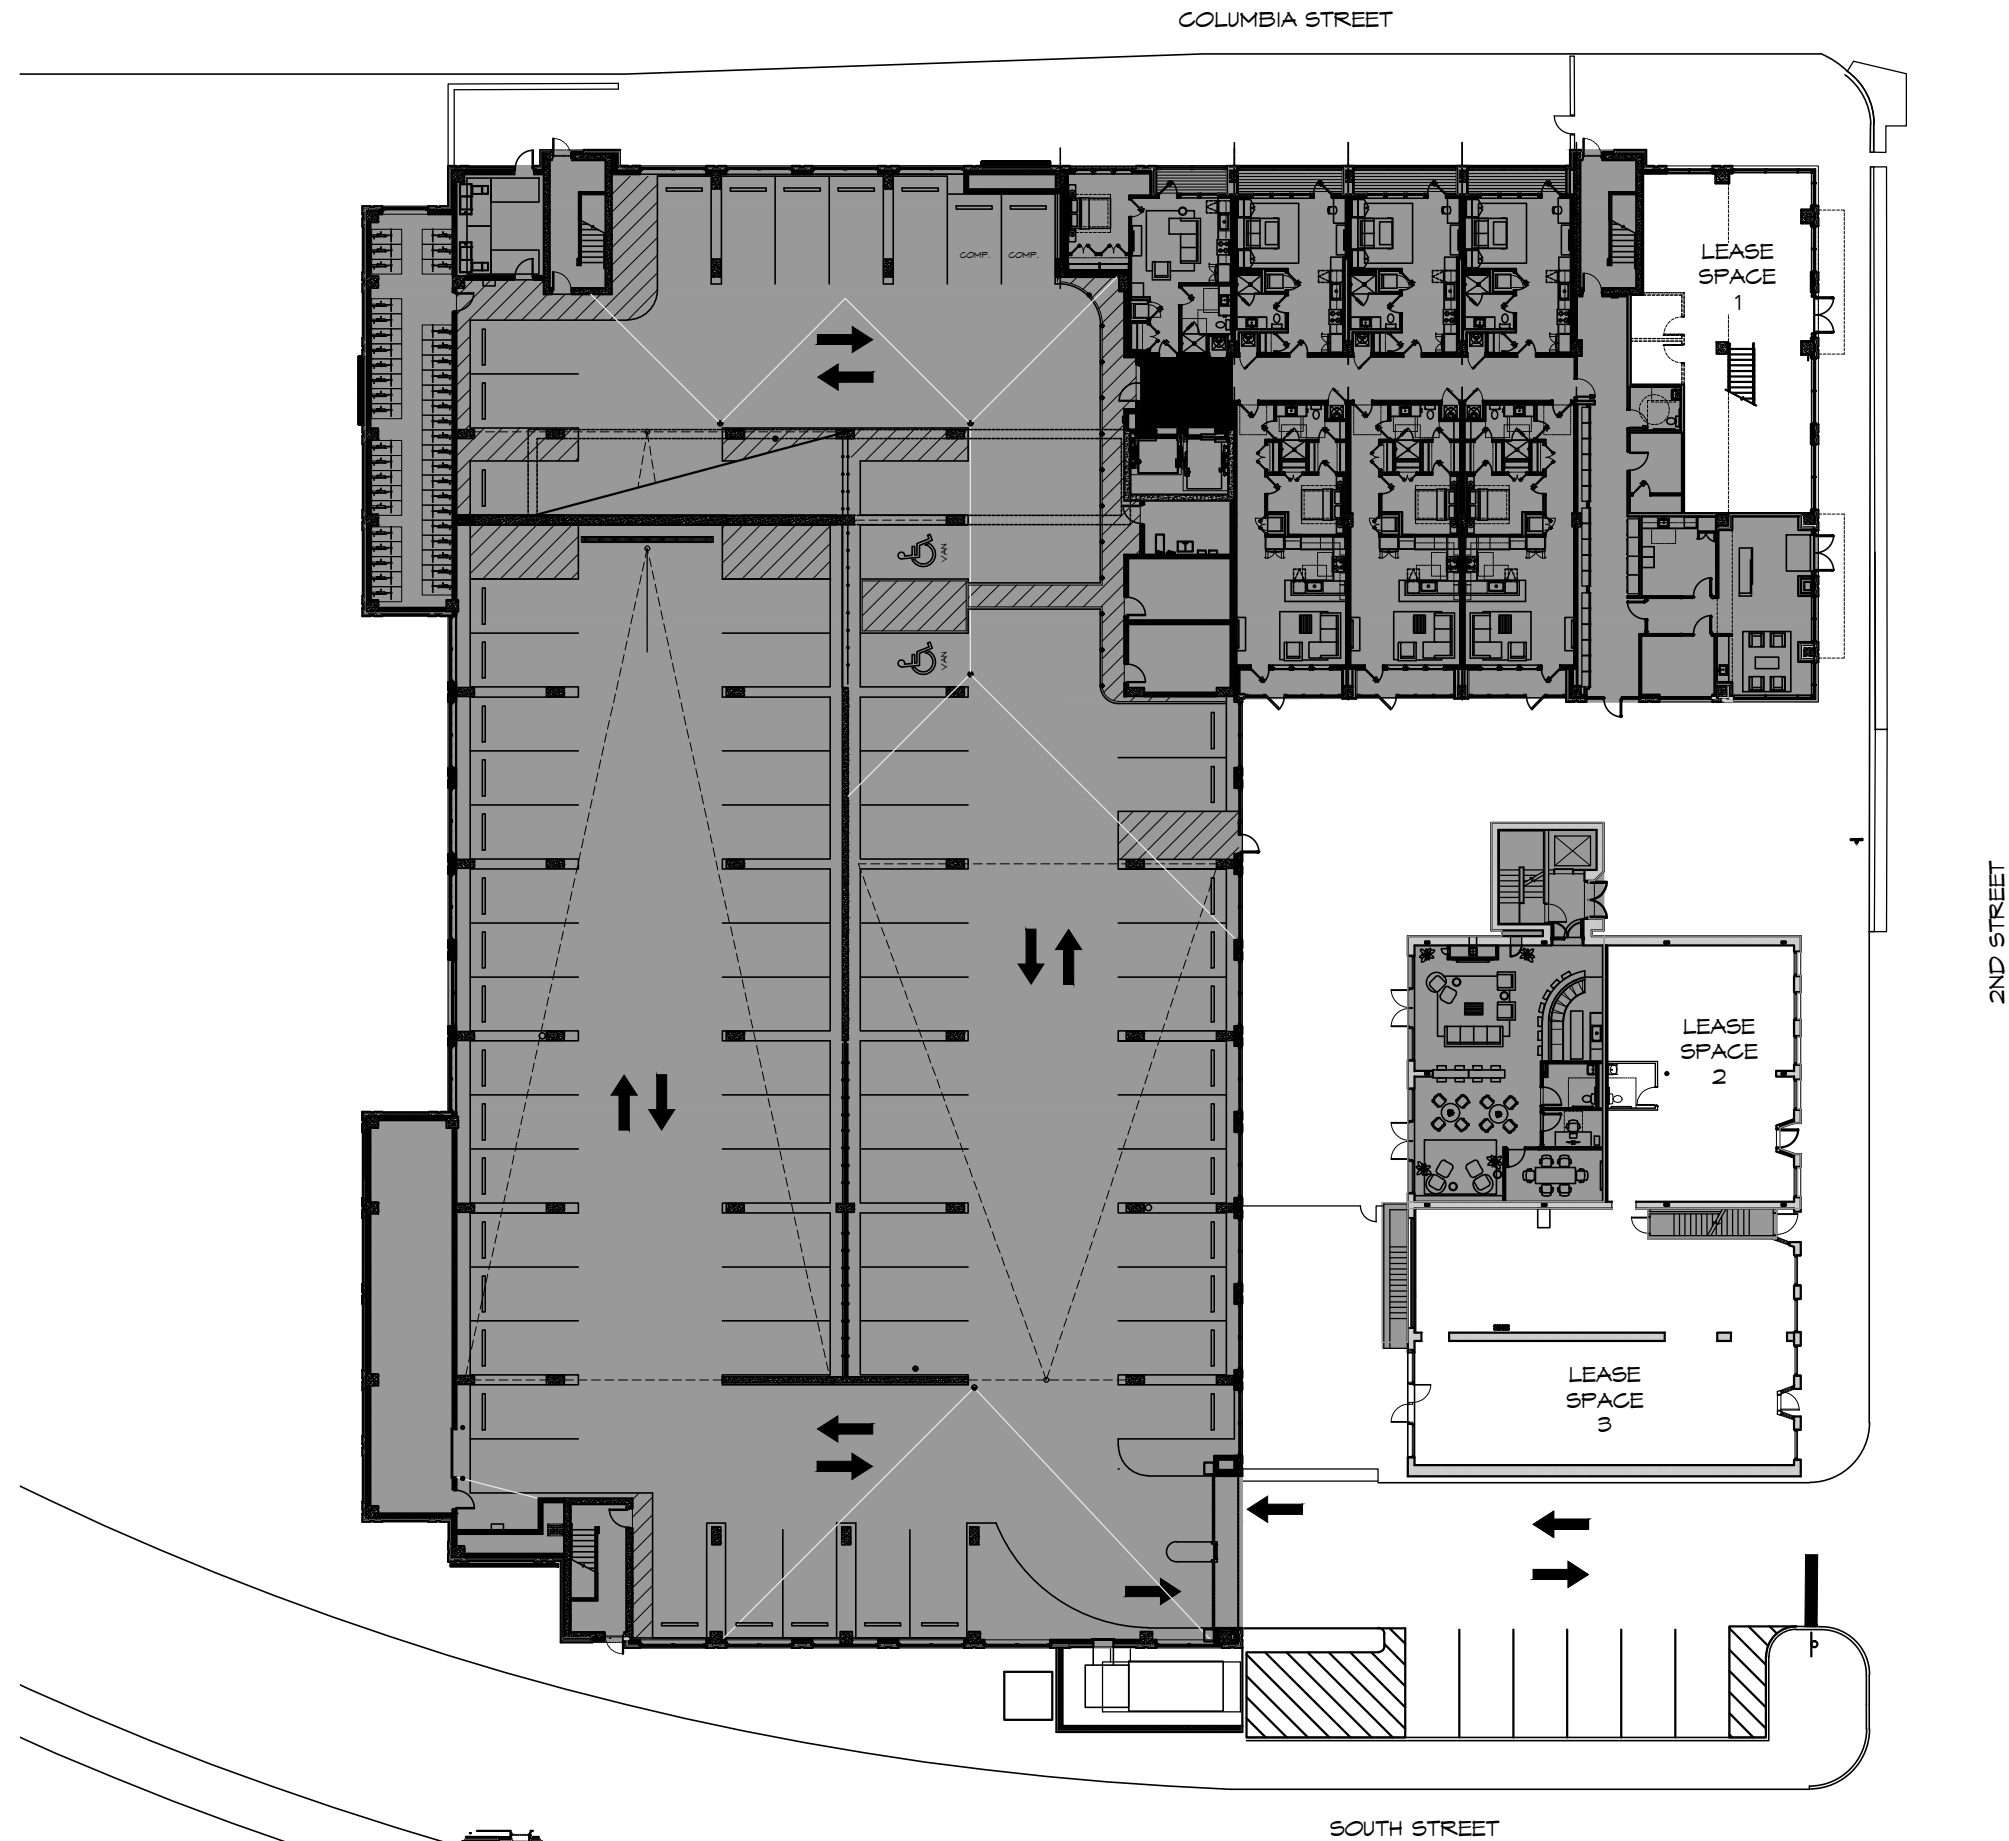 COLUMBIA STREET
LEASE
SPACE
1
COMP.
COMP.
VAN
VAN
2ND STREET
LEASE
SPACE
2
LEASE
SPACE
3
SOUTH STREET